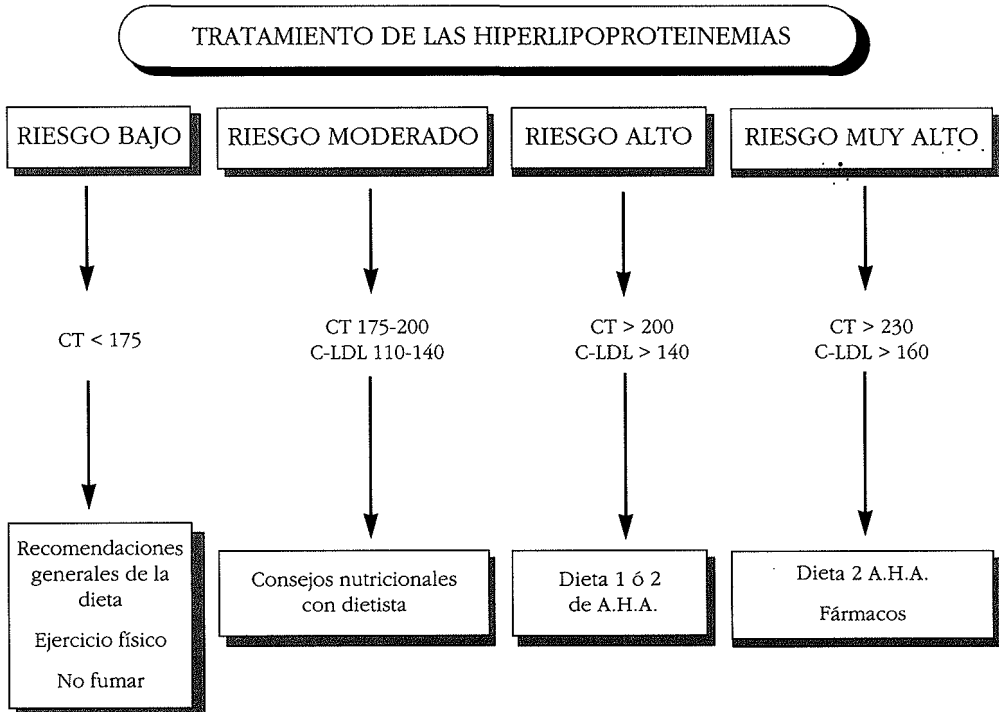 TRATAMIENTO DE LAS HIPERLIPOPROTEINEMIAS
RIESGO BAJO
RIESGO MODERADO
RIESGO ALTO
RIESGO MUY ALTO
CT < 175
CT 175-200
C-LDL 110-140
CT > 200
C-LDL > 140
CT > 230
C-LDL > 160
Recomendaciones
generales de la
dieta
Ejercicio físico
No fumar
Consejos nutricionales
con dietista
Dieta 1 ó 2
de A.H.A.
Dieta 2 A.H.A.
Fármacos